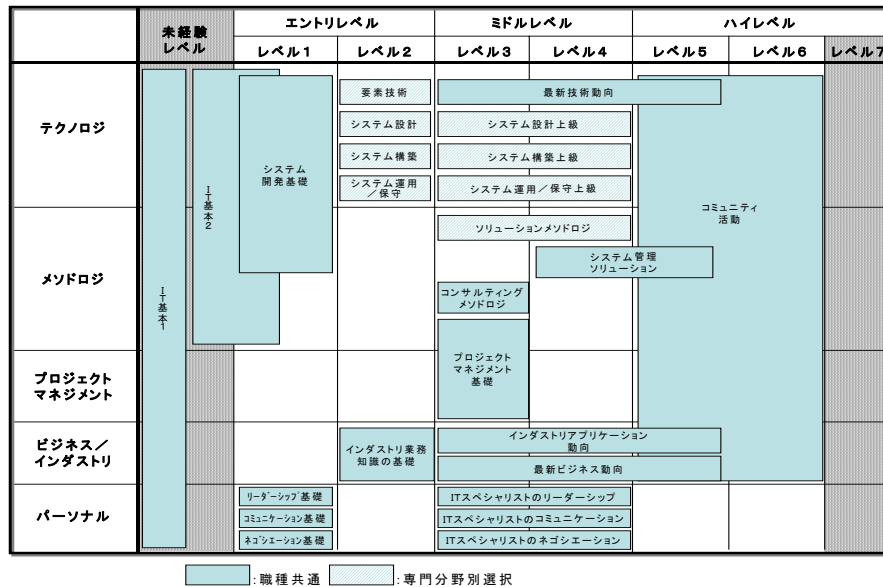 未経験
レベル
エントリレベル
ミドルレベル
ハイレベル
レベル1
レベル2
レベル3
レベル4
レベル5
レベル6
レベル7
テクノロジ
メソドロジ
プロジェクト
マネジメント
ビジネス/
インダストリ
パーソナル
IT基本1
IT基本2
システム
開発基礎
要素技術
システム設計
システム構築
システム運用
/保守
最新技術動向
システム設計上級
システム構築上級
システム運用/保守上級
ソリューションメソドロジ
システム管理
ソリューション
コンサルティング
メソドロジ
プロジェクト
マネジメント
基礎
コミュニティ
活動
インダストリ業務
知識の基礎
インダストリアプリケーション
動向
最新ビジネス動向
リーダーシップ基礎
コミュニケーション基礎
ネゴシエーション基礎
ITスペシャリストのリーダーシップ
ITスペシャリストのコミュニケーション
ITスペシャリストのネゴシエーション
:職種共通
:専門分野別選択